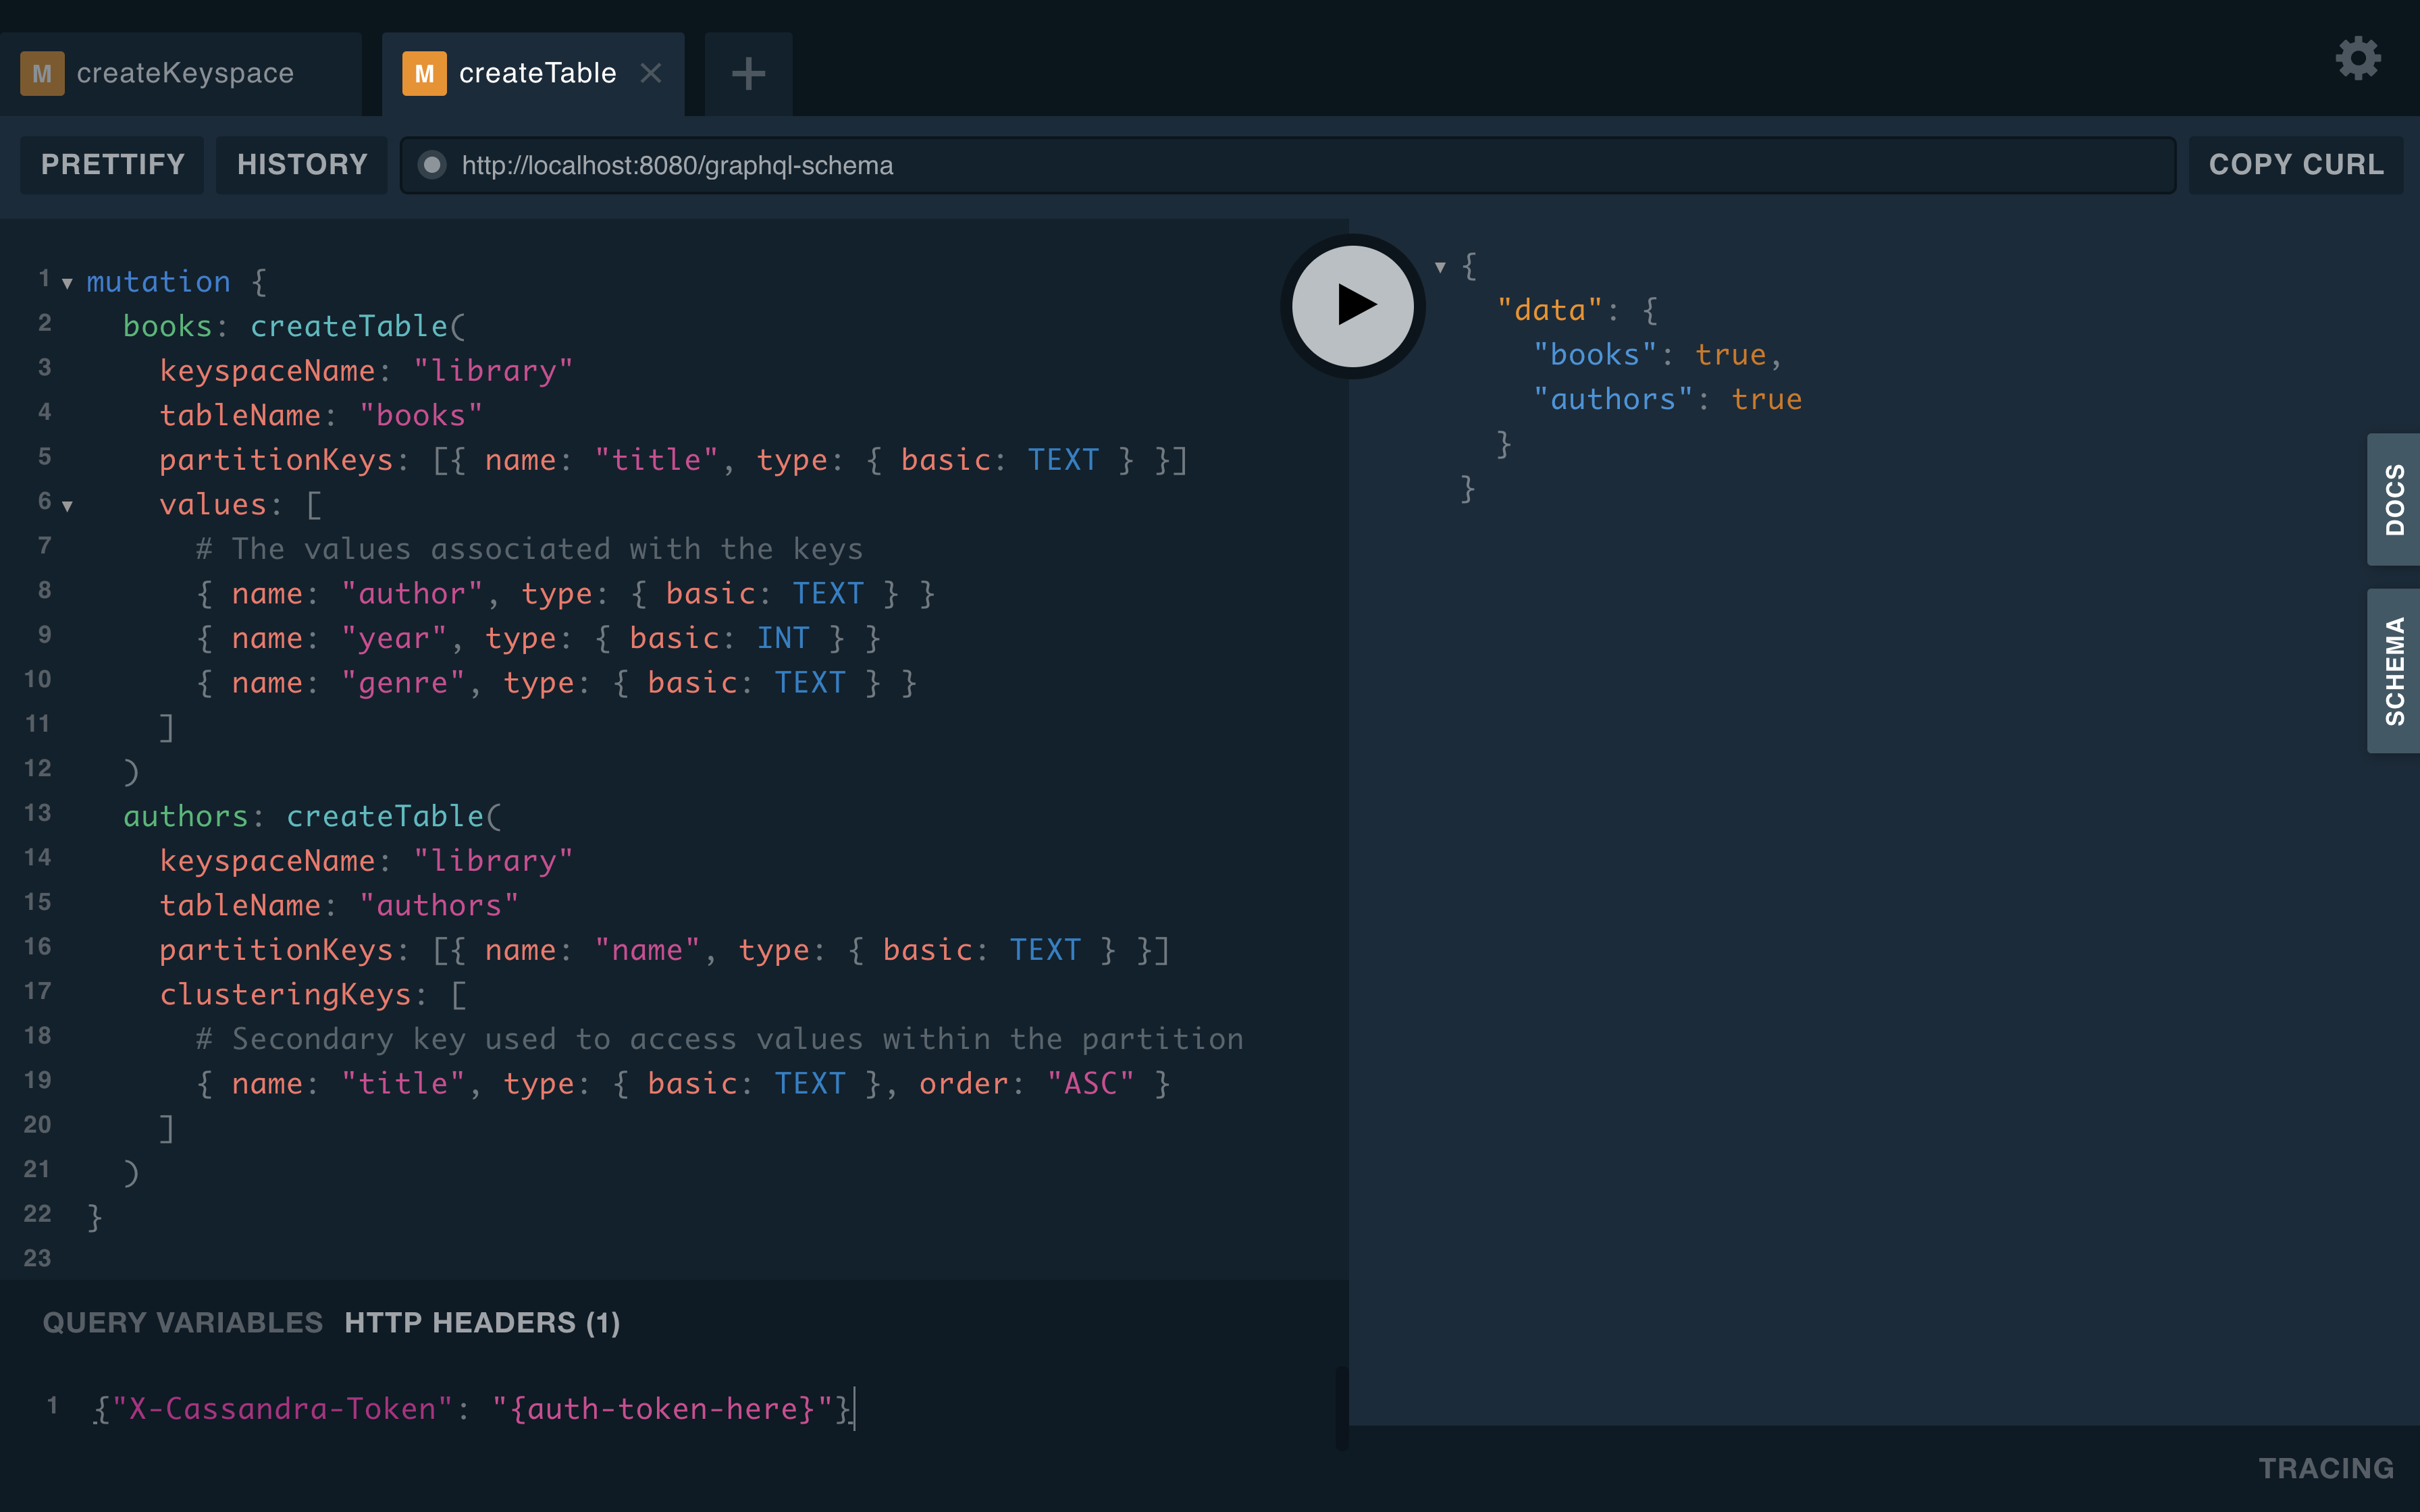 M createKeyspace
M createTable
PRETTIFY
HISTORY
http://localhost:8080/graphql-schema
COPY CURL
1 mutation {
2 books: createTable(
3 keyspaceName: "library"
4 tableName: "books"
5 partitionKeys: [{ name: "title", type: { basic: TEXT } }]
6 values: [
7 # The values associated with the keys
8 { name: "author", type: { basic: TEXT } }
9 { name: "year", type: { basic: INT } }
10 { name: "genre", type: { basic: TEXT } }
11 ]
12 )
13 authors: createTable(
14 keyspaceName: "library"
15 tableName: "authors"
16 partitionKeys: [{ name: "name", type: { basic: TEXT } }]
17 clusteringKeys: [
18 # Secondary key used to access values within the partition
19 { name: "title", type: { basic: TEXT }, order: "ASC" }
20 ]
21 )
22 }
23
QUERY VARIABLES
HTTP HEADERS (1)
1 {"X-Cassandra-Token": "{auth-token-here}"}
{
"data": {
"books": true,
"authors": true
}
}
DOCS
SCHEMA
TRACING